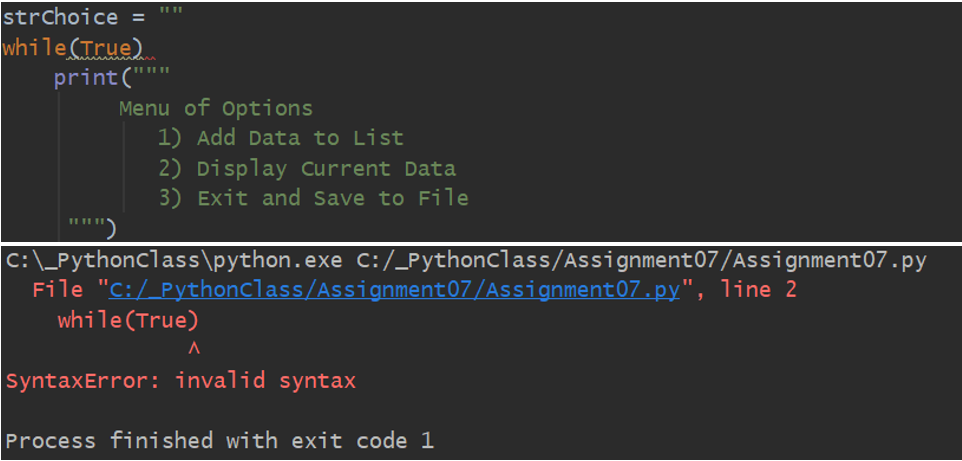 strChoice = ""
while(True)
    print("""
         Menu of Options
            1) Add Data to List
            2) Display Current Data
            3) Exit and Save to File
     """)
C:\_PythonClass\python.exe C:/_PythonClass/Assignment07/Assignment07.py
  File "C:/_PythonClass/Assignment07/Assignment07.py", line 2
    while(True)
              ^
SyntaxError: invalid syntax
Process finished with exit code 1